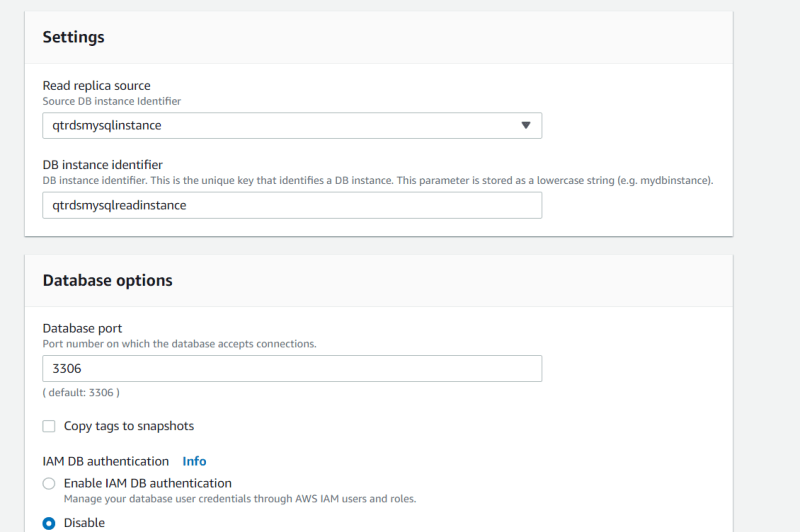 Settings
Read replica source
Source DB instance Identifier
qtrdsmysqlinstance
DB instance identifier
DB instance identifier. This is the unique key that identifies a DB instance. This parameter is stored as a lowercase string (e.g. mydbinstance).
qtrdsmysqlreadinstance
Database options
Database port
Port number on which the database accepts connections.
3306
( default: 3306 )
Copy tags to snapshots
IAM DB authentication Info
Enable IAM DB authentication
Manage your database user credentials through AWS IAM users and roles.
Disable